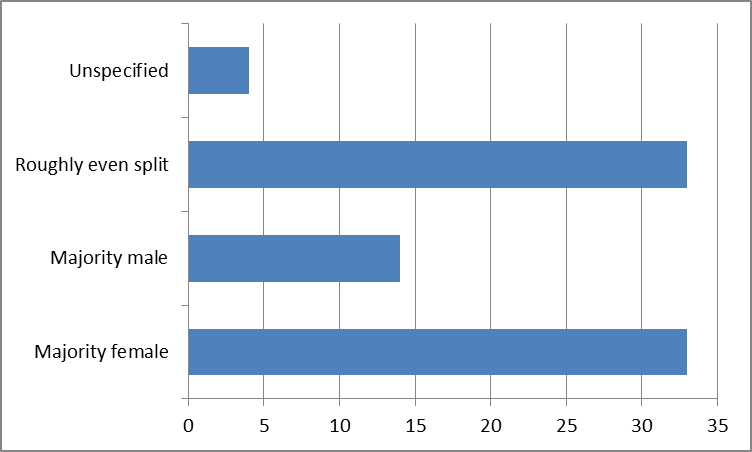 Unspecified
Roughly even split
Majority male
Majority female
0 5 10 15 20 25 30 35